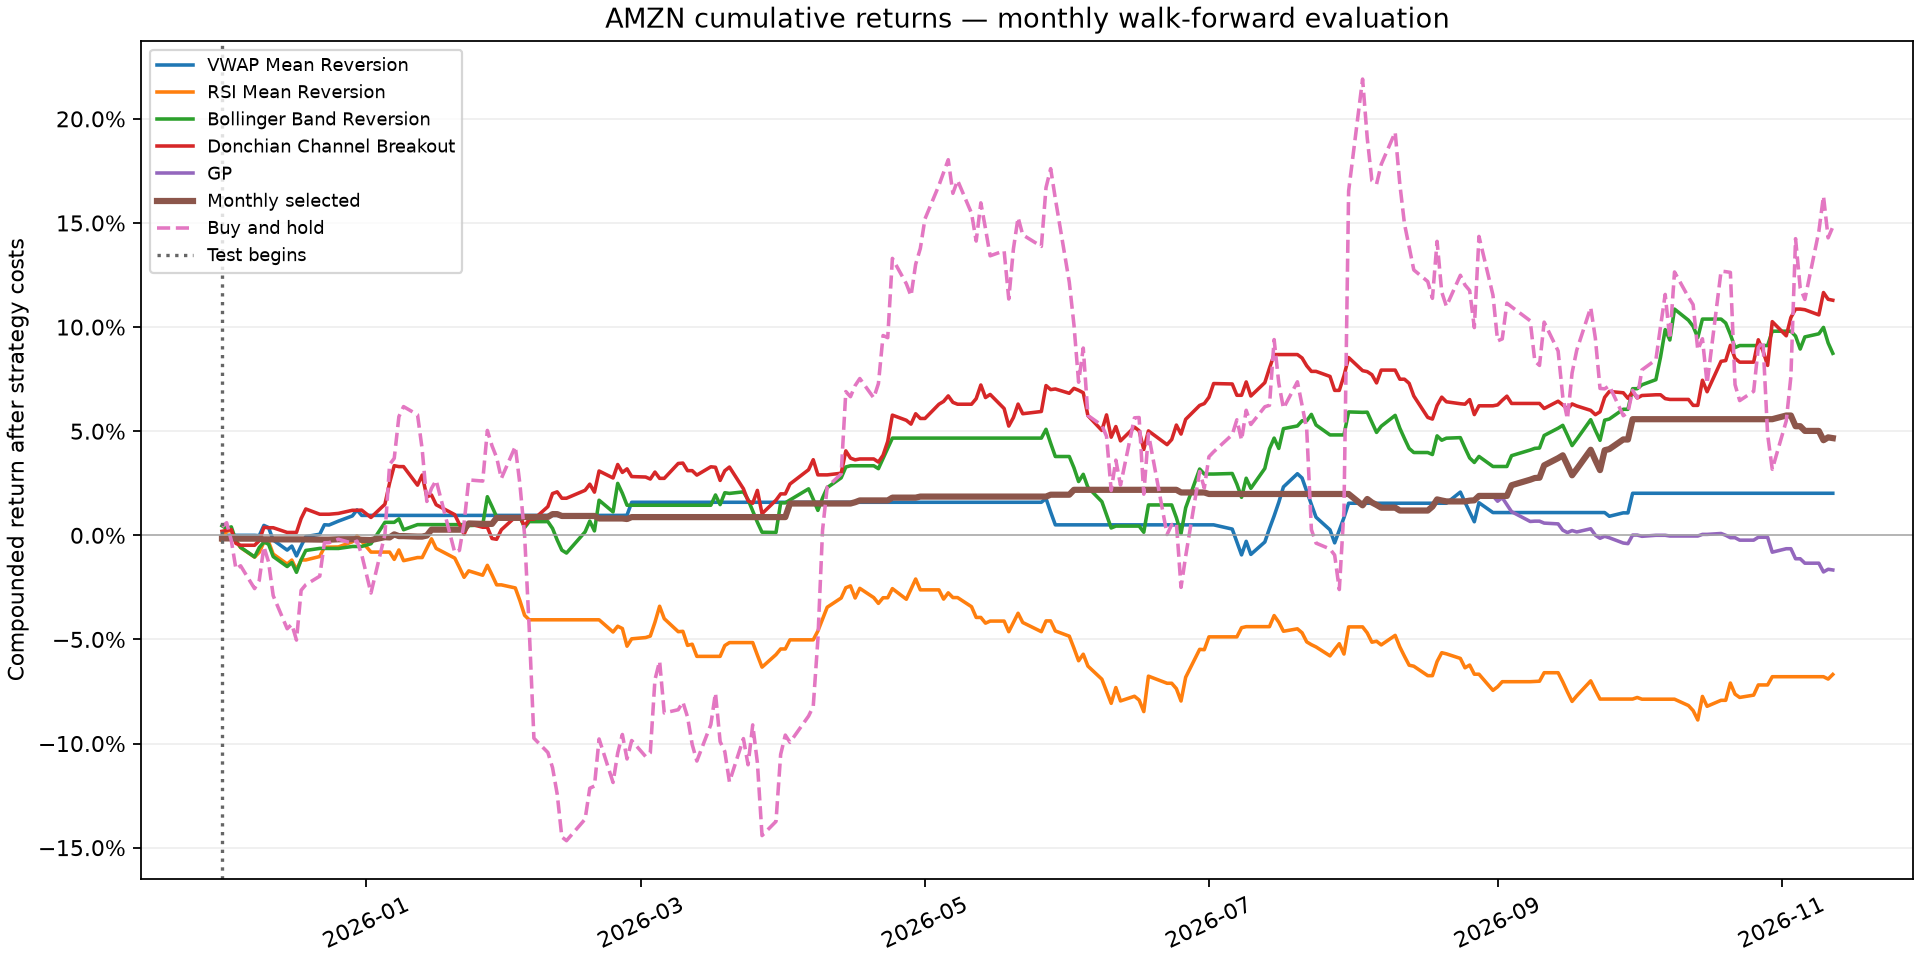 AMZN cumulative returns — monthly walk-forward evaluation
VWAP Mean Reversion
RSI Mean Reversion
Bollinger Band Reversion
Donchian Channel Breakout
GP
Monthly selected
Buy and hold
Test begins
Compounded return after strategy costs
20.0%
15.0%
10.0%
5.0%
0.0%
−5.0%
−10.0%
−15.0%
2026-01
2026-03
2026-05
2026-07
2026-09
2026-11